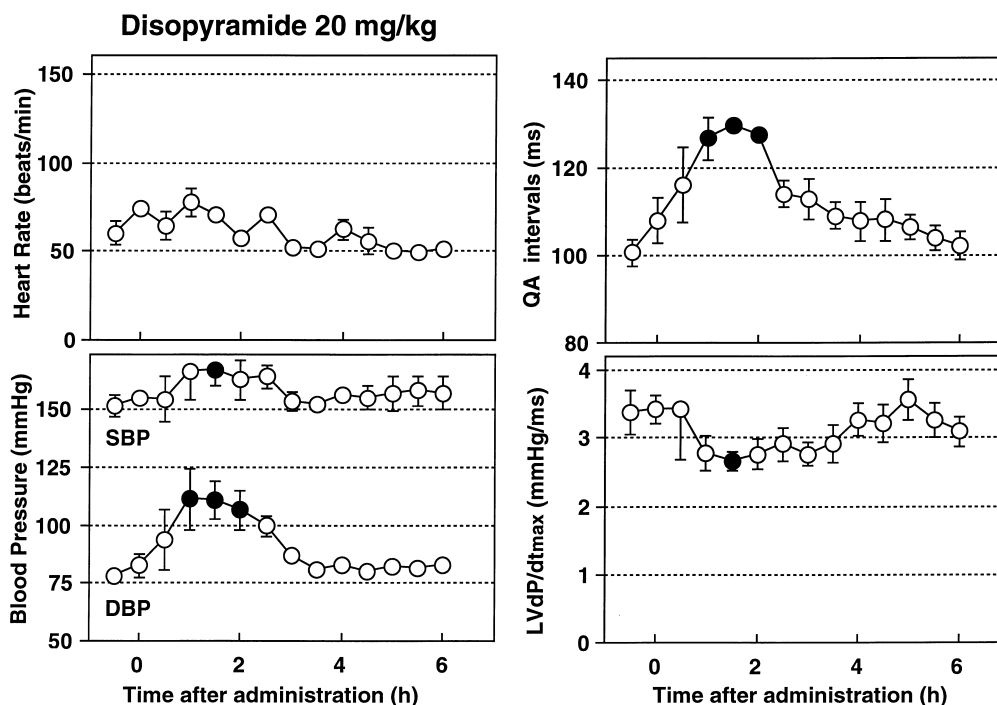 Disopyramide 20 mg/kg
Heart Rate (beats/min)
150
100
50
0
Blood Pressure (mmHg)
150
125
100
75
50
SBP
DBP
0 2 4 6
Time after administration (h)
QA intervals (ms)
140
120
100
80
LVdP/dtmax (mmHg/ms)
4
3
2
1
0
0 2 4 6
Time after administration (h)